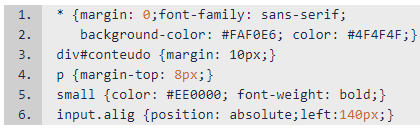 1. * {margin: 0;font-family: sans-serif;
2. background-color: #FAF0E6; color: #4F4F4F;}
3. div#conteudo {margin: 10px;}
4. p {margin-top: 8px;}
5. small {color: #EE0000; font-weight: bold;}
6. input.alig {position: absolute;left:140px;}